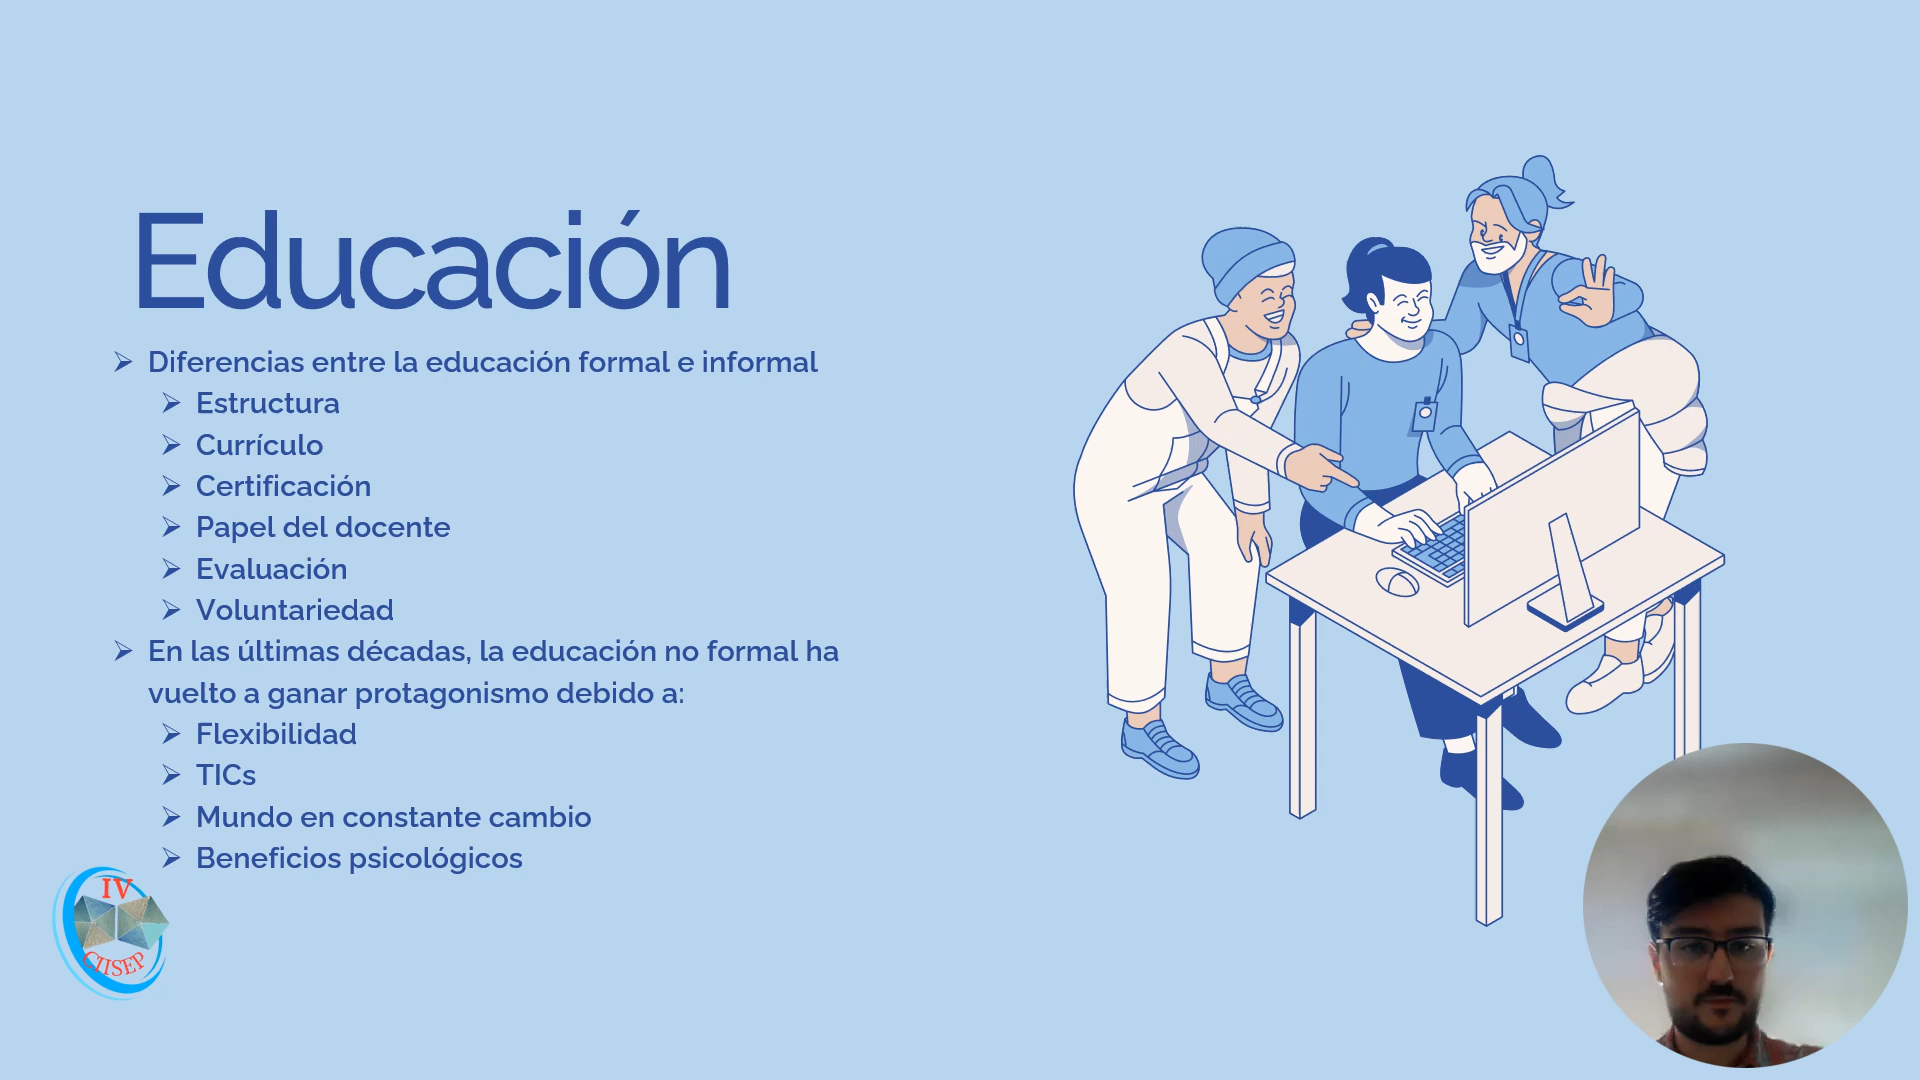 Educación
Diferencias entre la educación formal e informal
Estructura
Currículo
Certificación
Papel del docente
Evaluación
Voluntariedad
En las últimas décadas, la educación no formal ha
vuelto a ganar protagonismo debido a:
Flexibilidad
TICs
Mundo en constante cambio
Beneficios psicológicos
IV
CIISEP